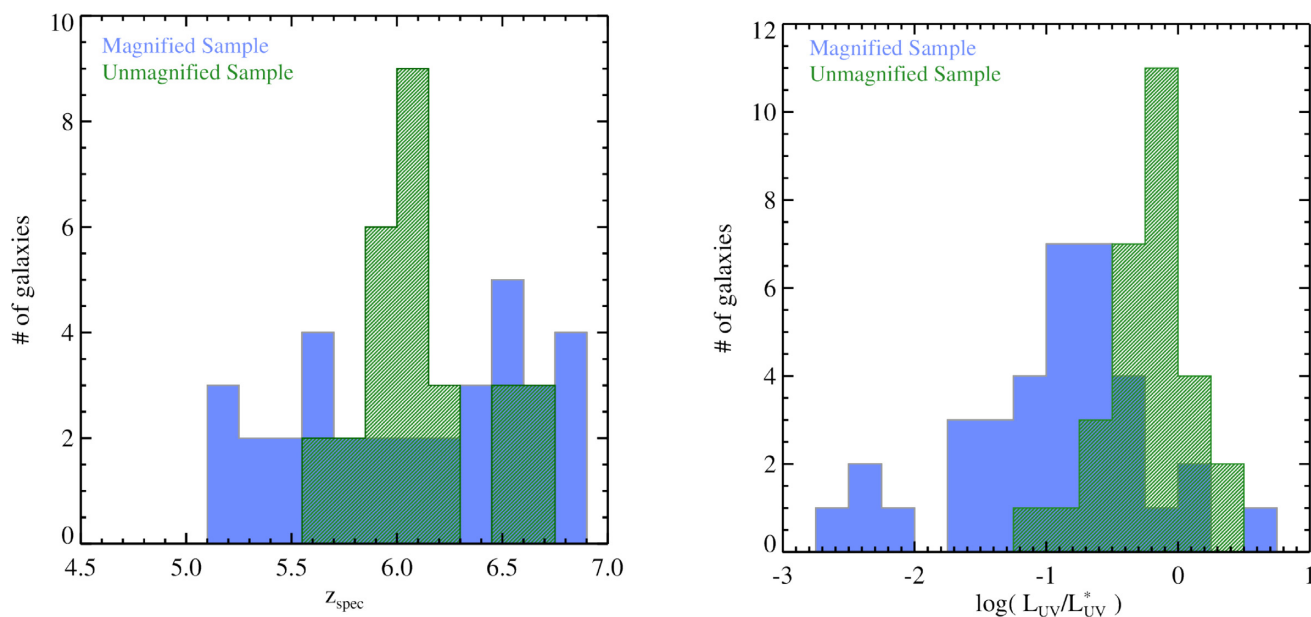 Magnified Sample
Unmagnified Sample
# of galaxies
10
8
6
4
2
0
4.5 5.0 5.5 6.0 6.5 7.0
z_spec
Magnified Sample
Unmagnified Sample
# of galaxies
12
10
8
6
4
2
0
-3 -2 -1 0 1
log( L_UV/L*_UV )